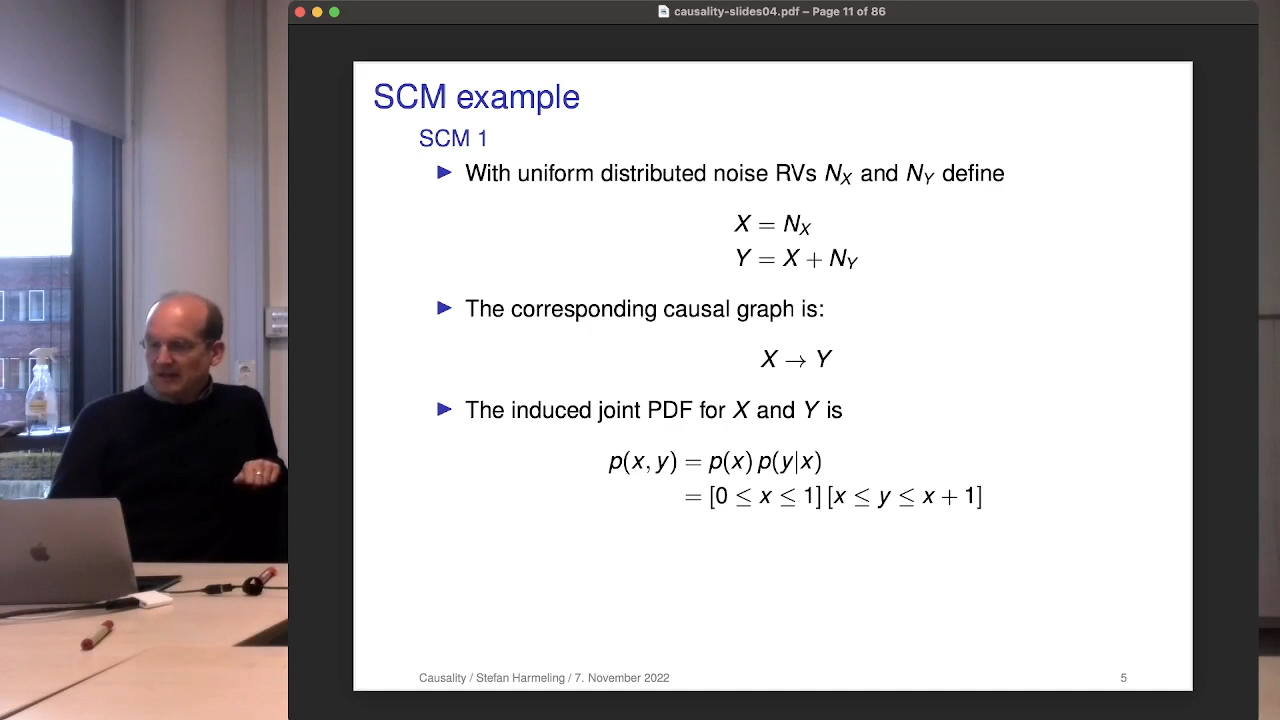 causality-slides04.pdf – Page 11 of 86
SCM example
SCM 1
▶ With uniform distributed noise RVs N_X and N_Y define
X = N_X
Y = X + N_Y
▶ The corresponding causal graph is:
X → Y
▶ The induced joint PDF for X and Y is
p(x, y) = p(x) p(y|x)
= [0 ≤ x ≤ 1] [x ≤ y ≤ x + 1]
Causality / Stefan Harmeling / 7. November 2022
5